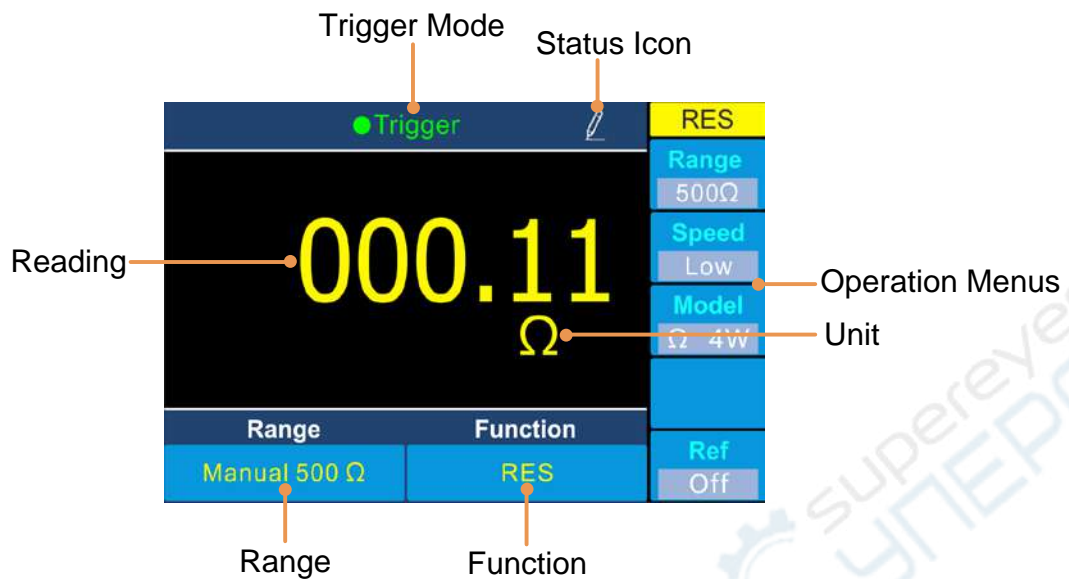 Trigger Mode
Status Icon
Trigger
RES
Range
500Ω
Speed
Low
Reading
000.11
Operation Menus
Model
Ω 4W
Ω
Unit
Range
Function
Ref
Off
Manual 500 Ω
RES
Range
Function
supereyes